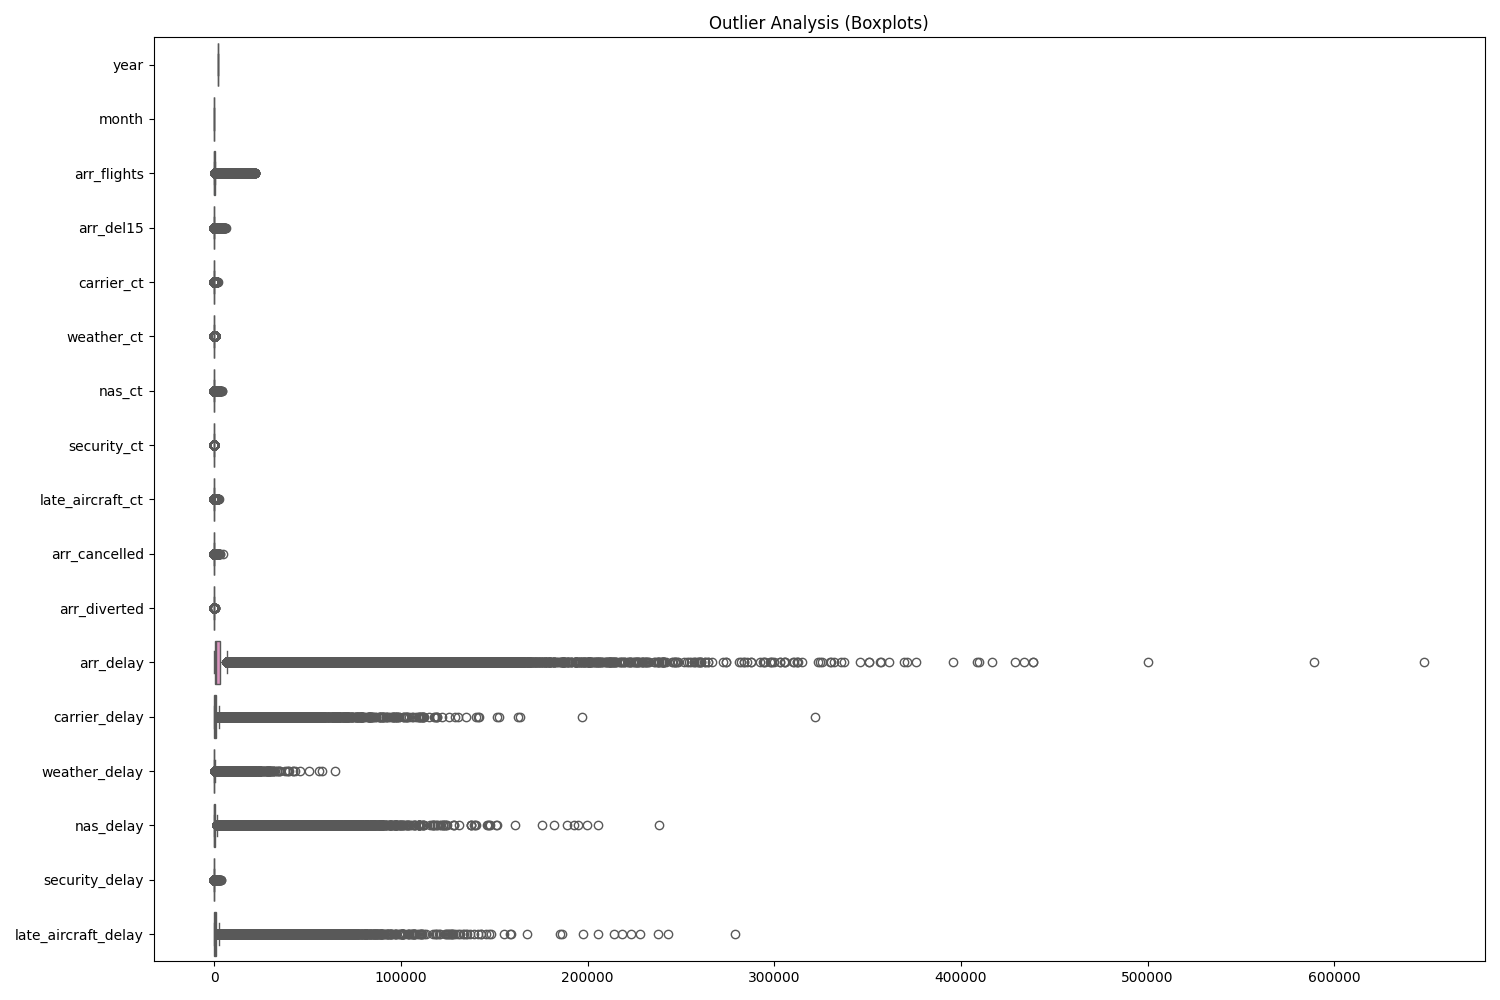 Outlier Analysis (Boxplots)
year
month
arr_flights
arr_del15
carrier_ct
weather_ct
nas_ct
security_ct
late_aircraft_ct
arr_cancelled
arr_diverted
arr_delay
carrier_delay
weather_delay
nas_delay
security_delay
late_aircraft_delay
0 100000 200000 300000 400000 500000 600000